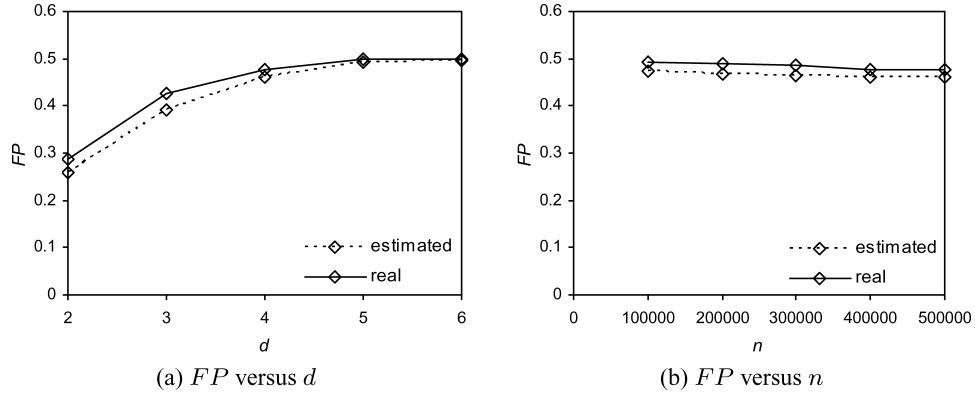 0.6
0.5
0.4
0.3
0.2
0.1
0
FP
estimated
real
2 3 4 5 6
d
(a) FP versus d
0.6
0.5
0.4
0.3
0.2
0.1
0
FP
estimated
real
0 100000 200000 300000 400000 500000
n
(b) FP versus n